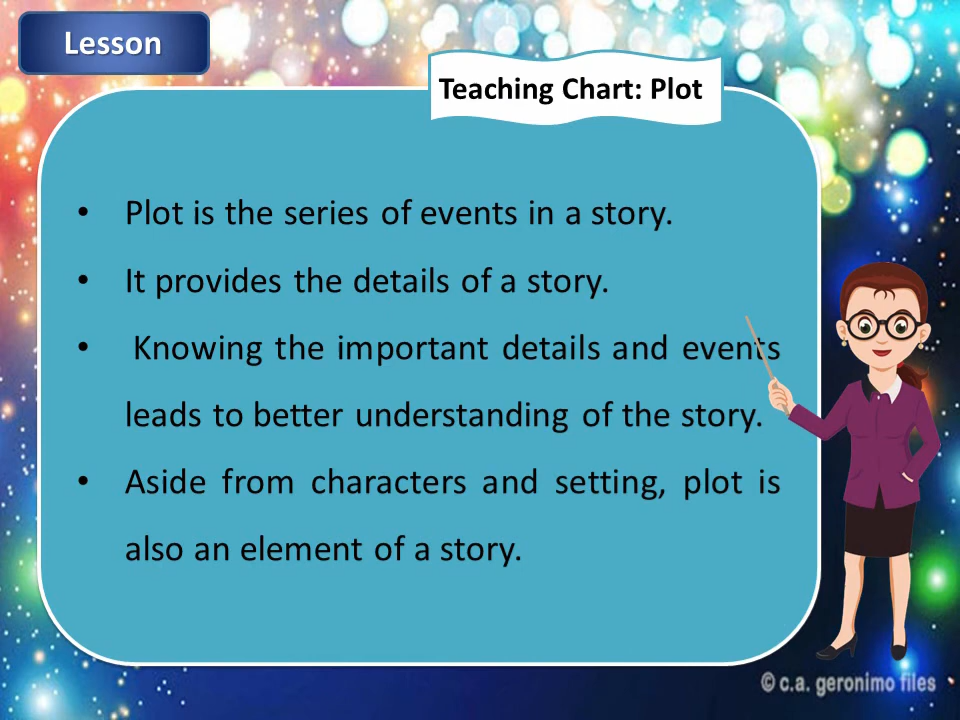 Lesson
Teaching Chart: Plot
• Plot is the series of events in a story.
• It provides the details of a story.
• Knowing the important details and events
leads to better understanding of the story.
• Aside from characters and setting, plot is
also an element of a story.
© c.a. geronimo files